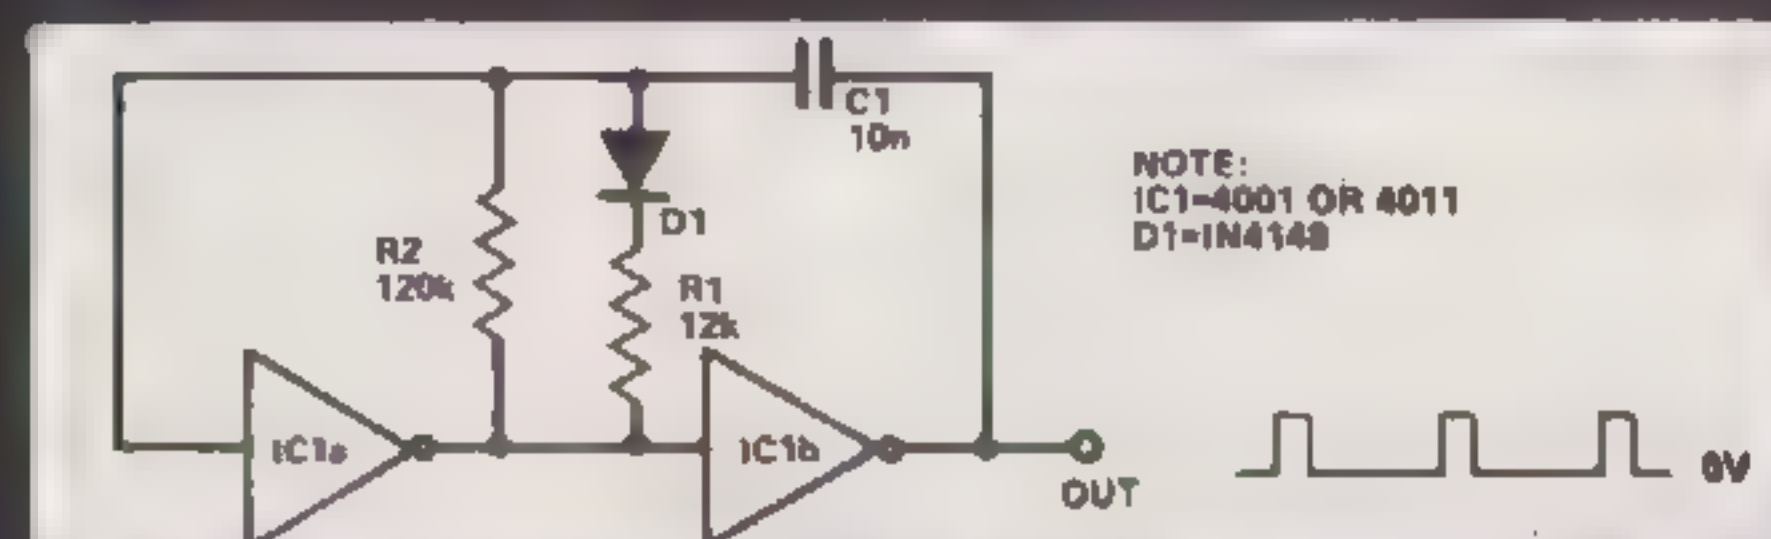 C1
10n
NOTE:
IC1=4001 OR 4011
D1=IN4148
D1
R2
120k
R1
12k
IC1a
IC1b
OUT
0V